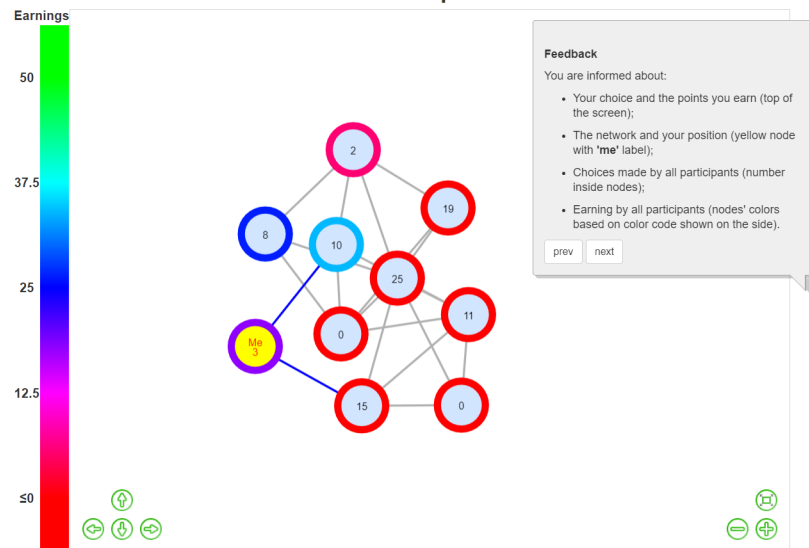 Earnings
50
37.5
25
12.5
≤0
2
19
8
10
25
11
0
Me
3
15
0
Feedback
You are informed about:
• Your choice and the points you earn (top of
the screen);
• The network and your position (yellow node
with 'me' label);
• Choices made by all participants (number
inside nodes);
• Earning by all participants (nodes' colors
based on color code shown on the side).
prev next